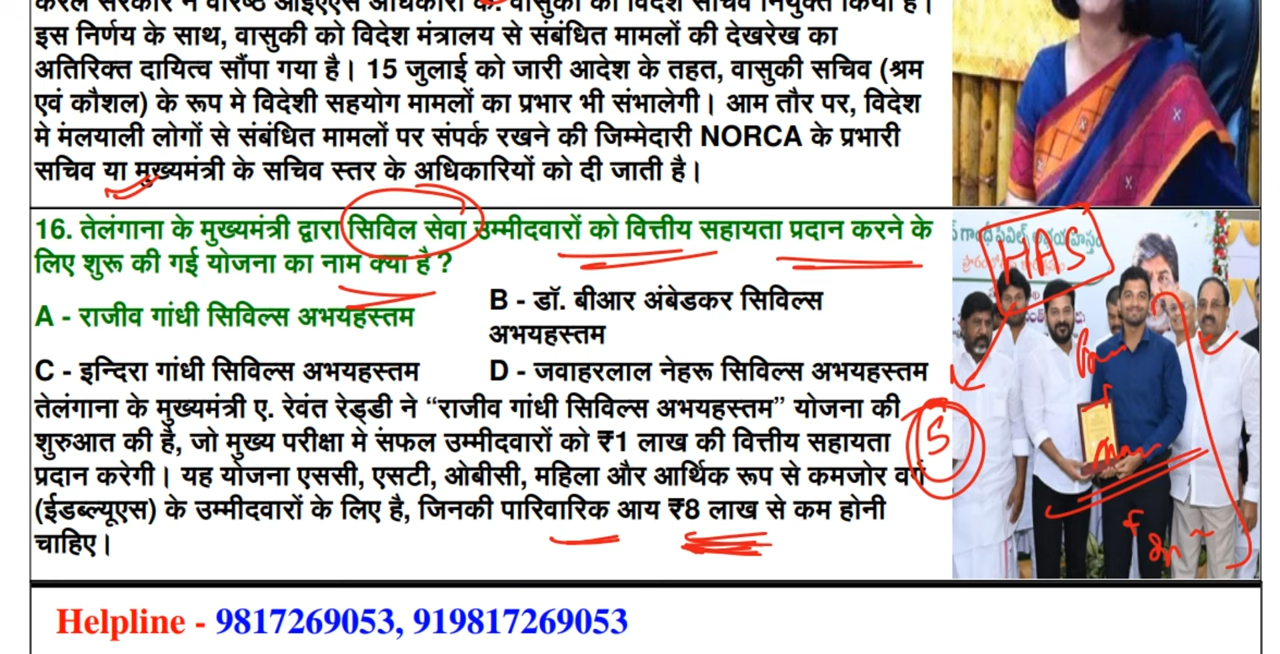 केरल सरकार ने वरिष्ठ आईएएस अधिकारी के. वासुकी को विदेश सचिव नियुक्त किया है।
इस निर्णय के साथ, वासुकी को विदेश मंत्रालय से संबंधित मामलों की देखरेख का
अतिरिक्त दायित्व सौंपा गया है। 15 जुलाई को जारी आदेश के तहत, वासुकी सचिव (श्रम
एवं कौशल) के रूप मे विदेशी सहयोग मामलों का प्रभार भी संभालेगी। आम तौर पर, विदेश
मे मंलयाली लोगों से संबंधित मामलों पर संपर्क रखने की जिम्मेदारी NORCA के प्रभारी
सचिव या मुख्यमंत्री के सचिव स्तर के अधिकारियों को दी जाती है।
16. तेलंगाना के मुख्यमंत्री द्वारा सिविल सेवा उम्मीदवारों को वित्तीय सहायता प्रदान करने के
लिए शुरू की गई योजना का नाम क्या है ?
A - राजीव गांधी सिविल्स अभयहस्तम
B - डॉ. बीआर अंबेडकर सिविल्स
अभयहस्तम
C - इन्दिरा गांधी सिविल्स अभयहस्तम
D - जवाहरलाल नेहरू सिविल्स अभयहस्तम
तेलंगाना के मुख्यमंत्री ए. रेवंत रेड्डी ने “राजीव गांधी सिविल्स अभयहस्तम” योजना की
शुरुआत की है, जो मुख्य परीक्षा मे सफल उम्मीदवारों को ₹1 लाख की वित्तीय सहायता
प्रदान करेगी। यह योजना एससी, एसटी, ओबीसी, महिला और आर्थिक रूप से कमजोर वर्ग
(ईडब्ल्यूएस) के उम्मीदवारों के लिए है, जिनकी पारिवारिक आय ₹8 लाख से कम होनी
चाहिए।
HAS
5
Helpline - 9817269053, 919817269053